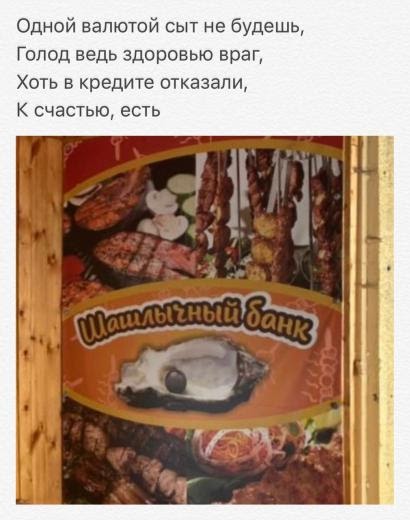 Одной валютой сыт не будешь,
Голод ведь здоровью враг,
Хоть в кредите отказали,
К счастью, есть
Шашлычный банк